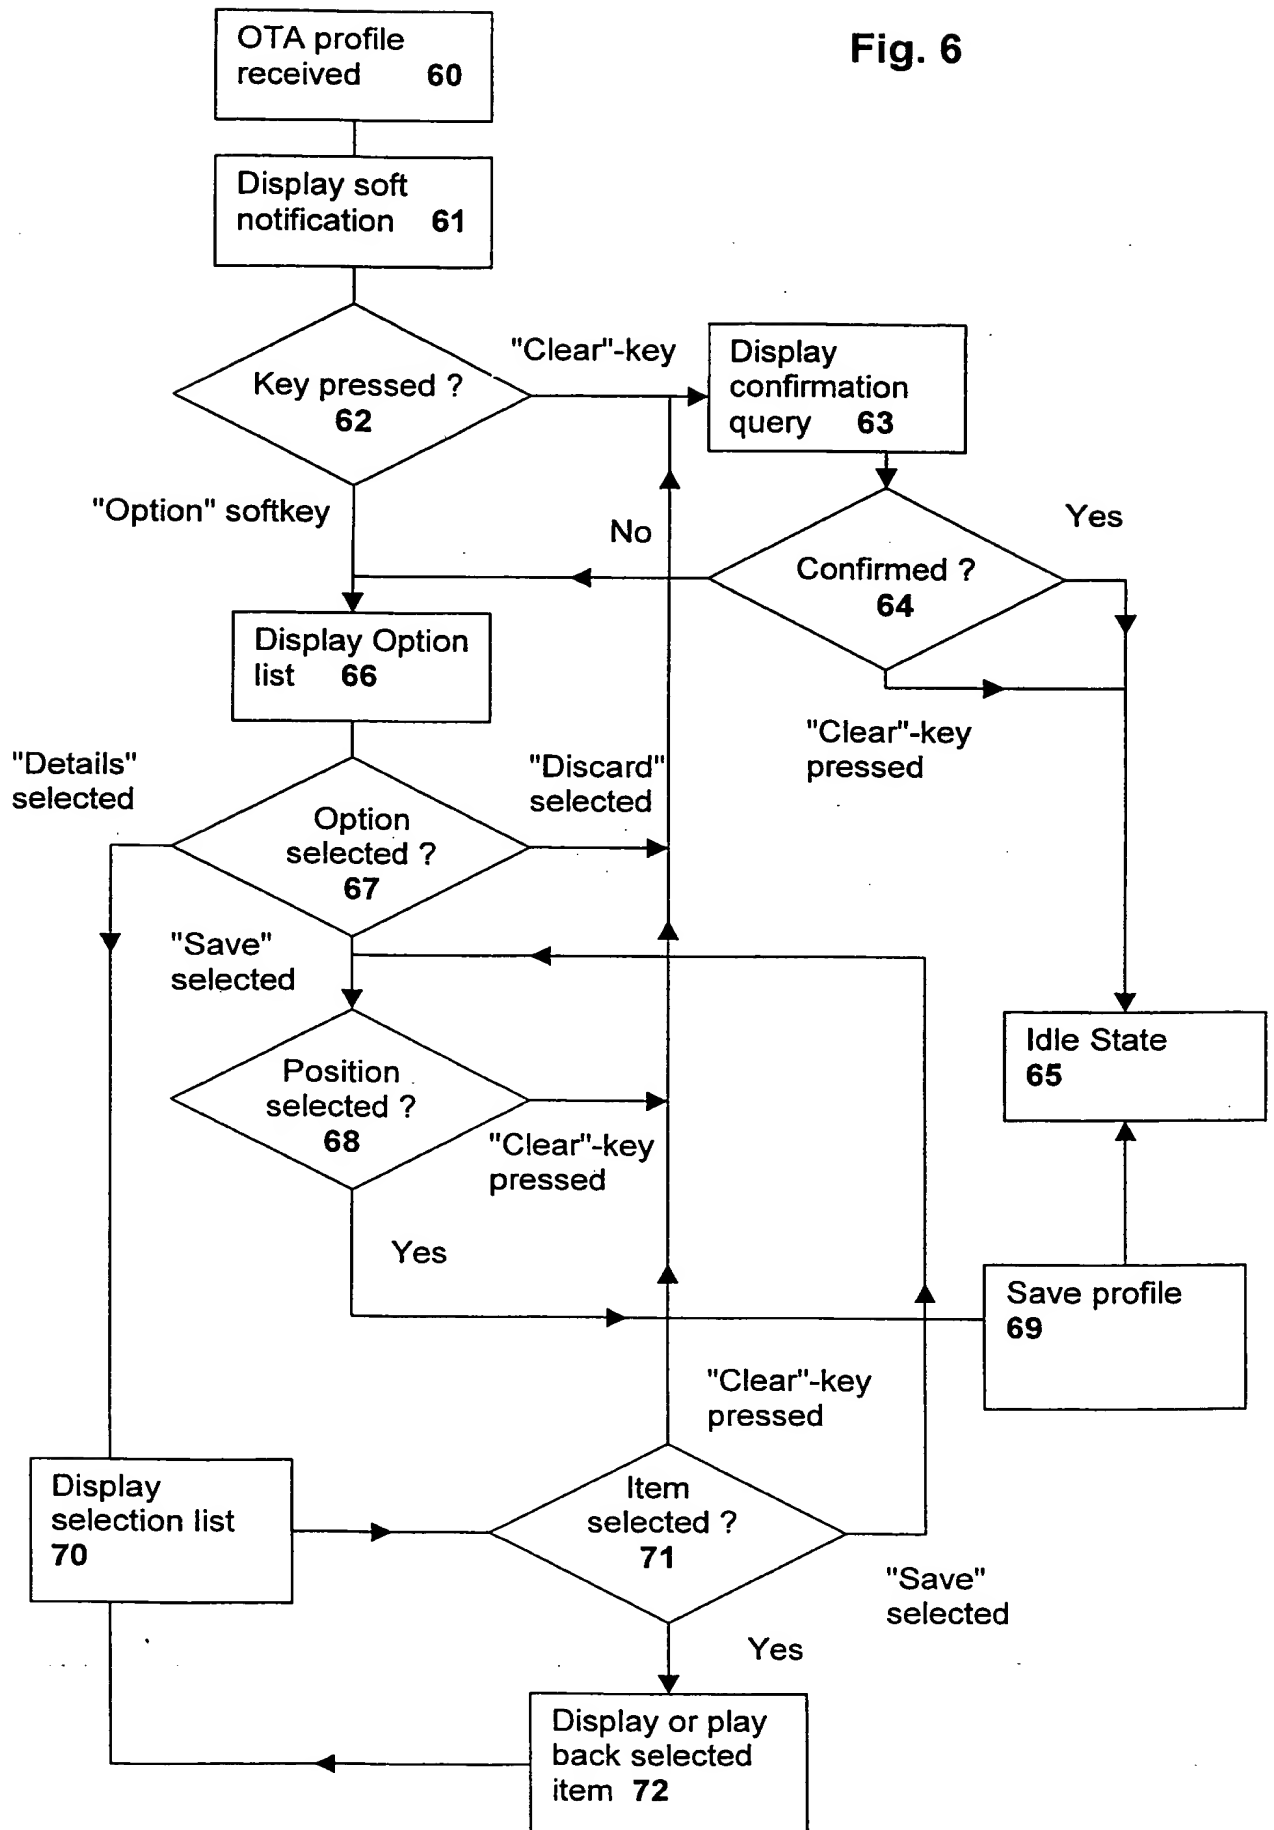 OTA profile
received 60
Fig. 6
Display soft
notification 61
"Clear"-key
Key pressed ?
62
Display
confirmation
query 63
"Option" softkey
No
Yes
Confirmed ?
64
Display Option
list 66
"Clear"-key
pressed
"Details"
selected
"Discard"
selected
Option
selected ?
67
"Save"
selected
Idle State
65
Position
selected ?
68
"Clear"-key
pressed
Yes
Save profile
69
"Clear"-key
pressed
Display
selection list
70
Item
selected ?
71
"Save"
selected
Yes
Display or play
back selected
item 72